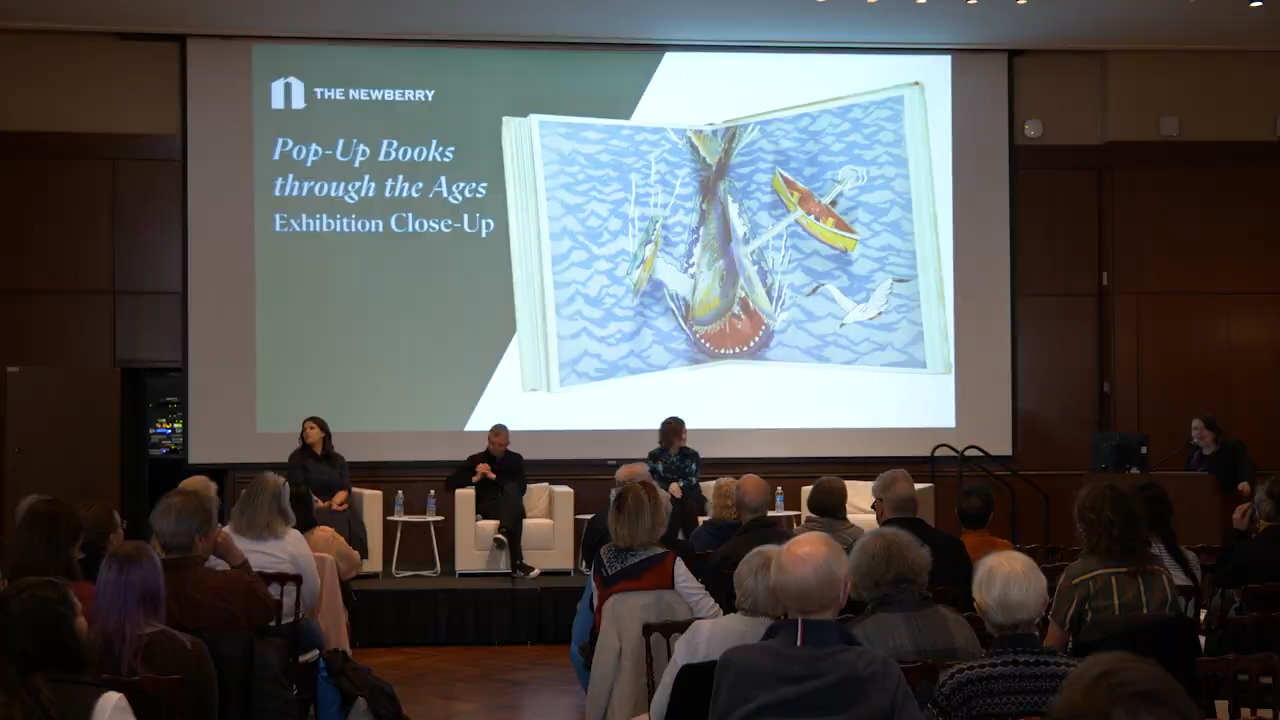 THE NEWBERRY
Pop-Up Books
through the Ages
Exhibition Close-Up